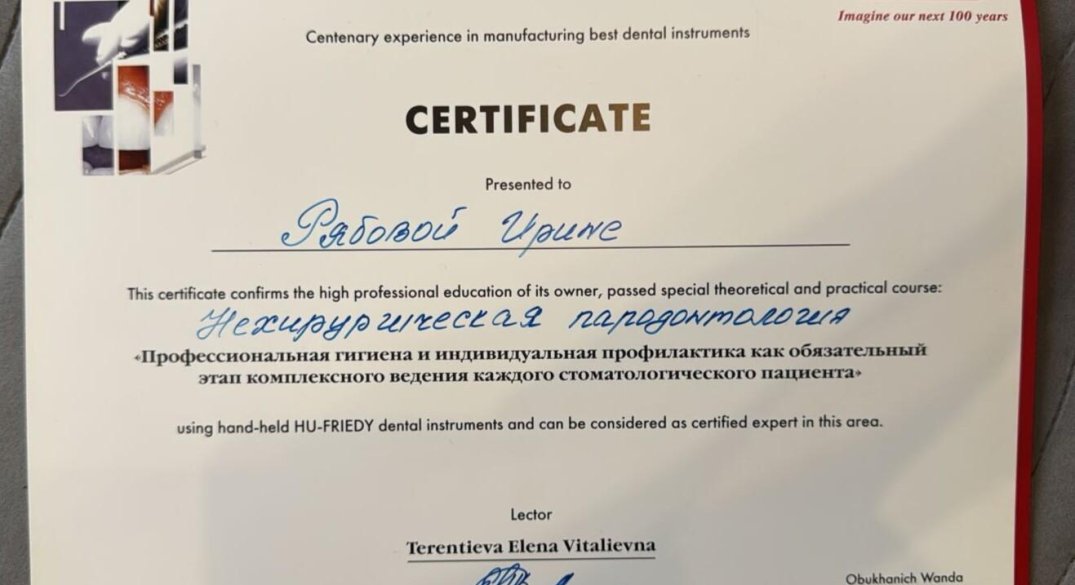 Imagine our next 100 years
Centenary experience in manufacturing best dental instruments
CERTIFICATE
Presented to
Рябовой Ирине
This certificate confirms the high professional education of its owner, passed special theoretical and practical course:
Нехирургическая пародонтология
«Профессиональная гигиена и индивидуальная профилактика как обязательный
этап комплексного ведения каждого стоматологического пациента»
using hand-held HU-FRIEDY dental instruments and can be considered as certified expert in this area.
Lector
Terentieva Elena Vitalievna
Obukhanich Wanda